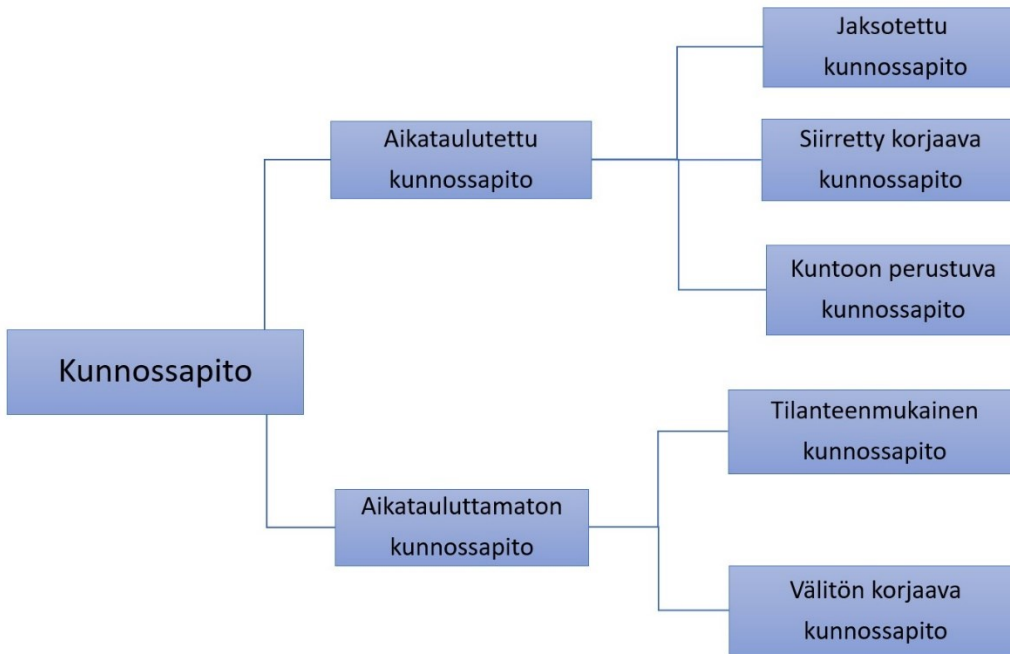 Jaksotettu
kunnossapito
Aikataulutettu
kunnossapito
Siirretty korjaava
kunnossapito
Kuntoon perustuva
kunnossapito
Kunnossapito
Tilanteenmukainen
kunnossapito
Aikatauluttamaton
kunnossapito
Välitön korjaava
kunnossapito